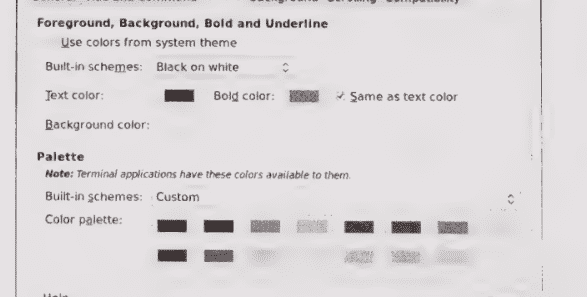 Foreground, Background, Bold and Underline
Use colors from system theme
Built-in schemes: Black on white
Text color: Bold color: Same as text color
Background color:
Palette
Note: Terminal applications have these colors available to them.
Built-in schemes: Custom
Color palette: